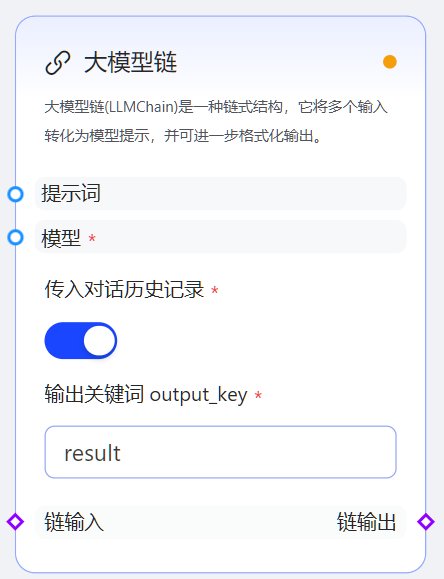 大模型链
大模型链(LLMChain)是一种链式结构，它将多个输入
转化为模型提示，并可进一步格式化输出。
提示词
模型 *
传入对话历史记录 *
输出关键词 output_key *
result
链输入 链输出